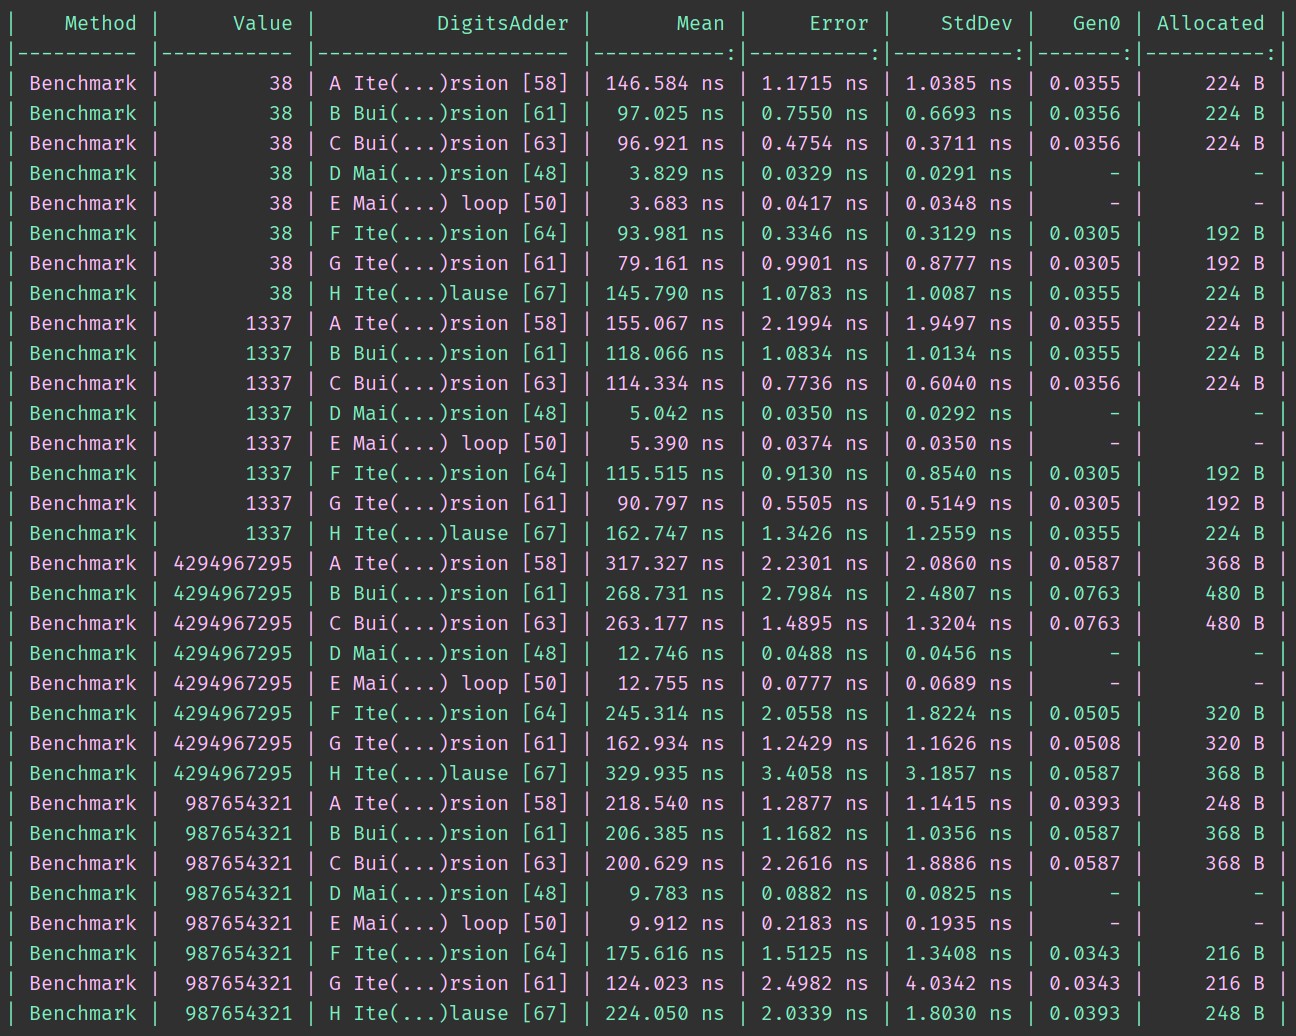 |    Method |      Value |          DigitsAdder |       Mean |     Error |    StdDev |   Gen0 | Allocated |
|---------- |----------- |--------------------- |-----------:|----------:|----------:|-------:|----------:|
| Benchmark |         38 | A Ite(...)rsion [58] | 146.584 ns | 1.1715 ns | 1.0385 ns | 0.0355 |     224 B |
| Benchmark |         38 | B Bui(...)rsion [61] |  97.025 ns | 0.7550 ns | 0.6693 ns | 0.0356 |     224 B |
| Benchmark |         38 | C Bui(...)rsion [63] |  96.921 ns | 0.4754 ns | 0.3711 ns | 0.0356 |     224 B |
| Benchmark |         38 | D Mai(...)rsion [48] |   3.829 ns | 0.0329 ns | 0.0291 ns |      - |         - |
| Benchmark |         38 | E Mai(...) loop [50] |   3.683 ns | 0.0417 ns | 0.0348 ns |      - |         - |
| Benchmark |         38 | F Ite(...)rsion [64] |  93.981 ns | 0.3346 ns | 0.3129 ns | 0.0305 |     192 B |
| Benchmark |         38 | G Ite(...)rsion [61] |  79.161 ns | 0.9901 ns | 0.8777 ns | 0.0305 |     192 B |
| Benchmark |         38 | H Ite(...)lause [67] | 145.790 ns | 1.0783 ns | 1.0087 ns | 0.0355 |     224 B |
| Benchmark |       1337 | A Ite(...)rsion [58] | 155.067 ns | 2.1994 ns | 1.9497 ns | 0.0355 |     224 B |
| Benchmark |       1337 | B Bui(...)rsion [61] | 118.066 ns | 1.0834 ns | 1.0134 ns | 0.0355 |     224 B |
| Benchmark |       1337 | C Bui(...)rsion [63] | 114.334 ns | 0.7736 ns | 0.6040 ns | 0.0356 |     224 B |
| Benchmark |       1337 | D Mai(...)rsion [48] |   5.042 ns | 0.0350 ns | 0.0292 ns |      - |         - |
| Benchmark |       1337 | E Mai(...) loop [50] |   5.390 ns | 0.0374 ns | 0.0350 ns |      - |         - |
| Benchmark |       1337 | F Ite(...)rsion [64] | 115.515 ns | 0.9130 ns | 0.8540 ns | 0.0305 |     192 B |
| Benchmark |       1337 | G Ite(...)rsion [61] |  90.797 ns | 0.5505 ns | 0.5149 ns | 0.0305 |     192 B |
| Benchmark |       1337 | H Ite(...)lause [67] | 162.747 ns | 1.3426 ns | 1.2559 ns | 0.0355 |     224 B |
| Benchmark | 4294967295 | A Ite(...)rsion [58] | 317.327 ns | 2.2301 ns | 2.0860 ns | 0.0587 |     368 B |
| Benchmark | 4294967295 | B Bui(...)rsion [61] | 268.731 ns | 2.7984 ns | 2.4807 ns | 0.0763 |     480 B |
| Benchmark | 4294967295 | C Bui(...)rsion [63] | 263.177 ns | 1.4895 ns | 1.3204 ns | 0.0763 |     480 B |
| Benchmark | 4294967295 | D Mai(...)rsion [48] |  12.746 ns | 0.0488 ns | 0.0456 ns |      - |         - |
| Benchmark | 4294967295 | E Mai(...) loop [50] |  12.755 ns | 0.0777 ns | 0.0689 ns |      - |         - |
| Benchmark | 4294967295 | F Ite(...)rsion [64] | 245.314 ns | 2.0558 ns | 1.8224 ns | 0.0505 |     320 B |
| Benchmark | 4294967295 | G Ite(...)rsion [61] | 162.934 ns | 1.2429 ns | 1.1626 ns | 0.0508 |     320 B |
| Benchmark | 4294967295 | H Ite(...)lause [67] | 329.935 ns | 3.4058 ns | 3.1857 ns | 0.0587 |     368 B |
| Benchmark |  987654321 | A Ite(...)rsion [58] | 218.540 ns | 1.2877 ns | 1.1415 ns | 0.0393 |     248 B |
| Benchmark |  987654321 | B Bui(...)rsion [61] | 206.385 ns | 1.1682 ns | 1.0356 ns | 0.0587 |     368 B |
| Benchmark |  987654321 | C Bui(...)rsion [63] | 200.629 ns | 2.2616 ns | 1.8886 ns | 0.0587 |     368 B |
| Benchmark |  987654321 | D Mai(...)rsion [48] |   9.783 ns | 0.0882 ns | 0.0825 ns |      - |         - |
| Benchmark |  987654321 | E Mai(...) loop [50] |   9.912 ns | 0.2183 ns | 0.1935 ns |      - |         - |
| Benchmark |  987654321 | F Ite(...)rsion [64] | 175.616 ns | 1.5125 ns | 1.3408 ns | 0.0343 |     216 B |
| Benchmark |  987654321 | G Ite(...)rsion [61] | 124.023 ns | 2.4982 ns | 4.0342 ns | 0.0343 |     216 B |
| Benchmark |  987654321 | H Ite(...)lause [67] | 224.050 ns | 2.0339 ns | 1.8030 ns | 0.0393 |     248 B |